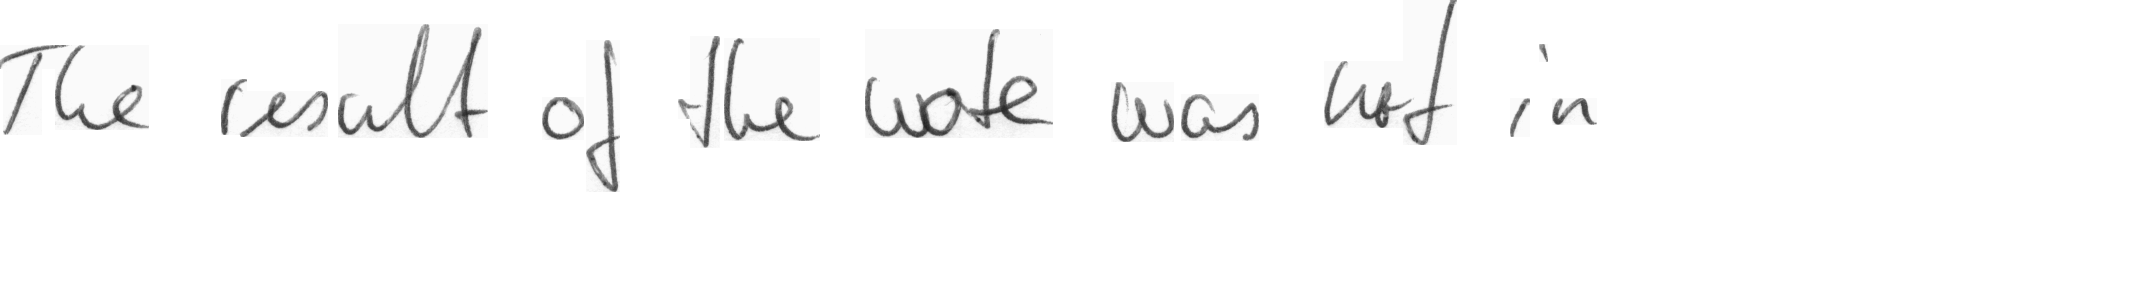 The result of the vote was not in